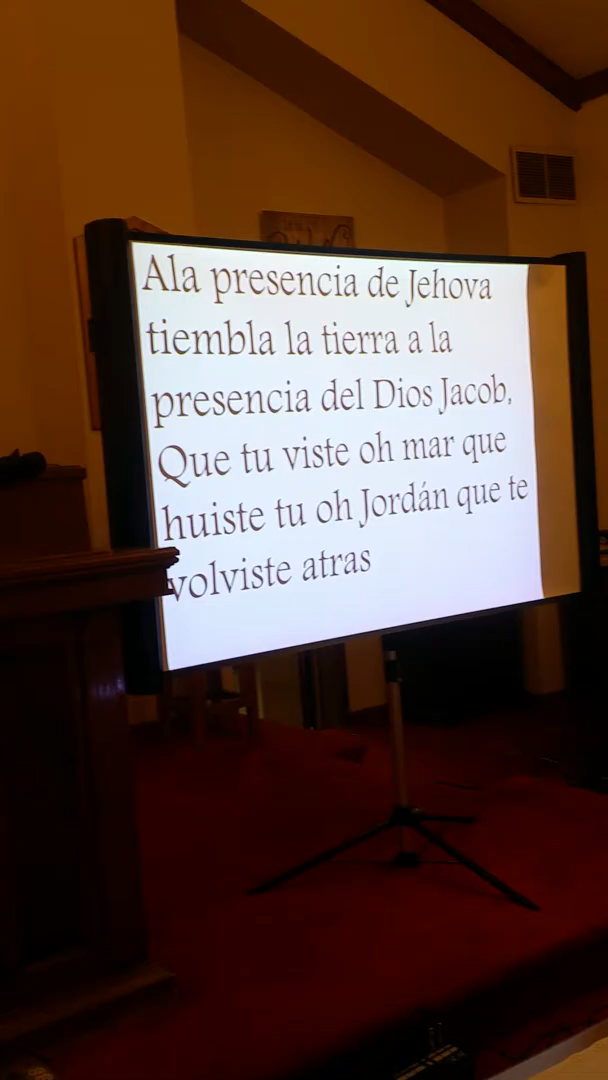 Ala presencia de Jehova
tiembla la tierra a la
presencia del Dios Jacob,
Que tu viste oh mar que
huiste tu oh Jordán que te
volviste atras